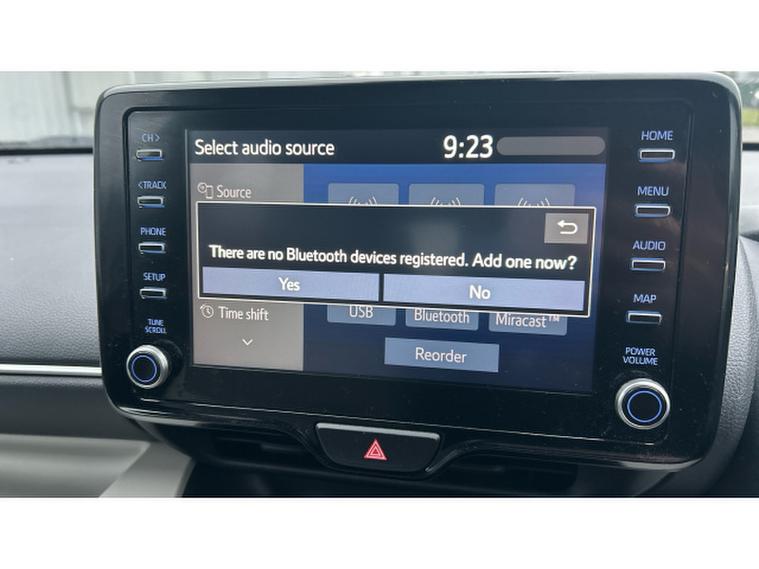 CH >
Select audio source
9:23
HOME
< TRACK
Source
MENU
There are no Bluetooth devices registered. Add one now?
PHONE
AUDIO
Yes
No
SETUP
Time shift
USB
Bluetooth
Miracast™
MAP
TUNE
SCROLL
Reorder
POWER
VOLUME